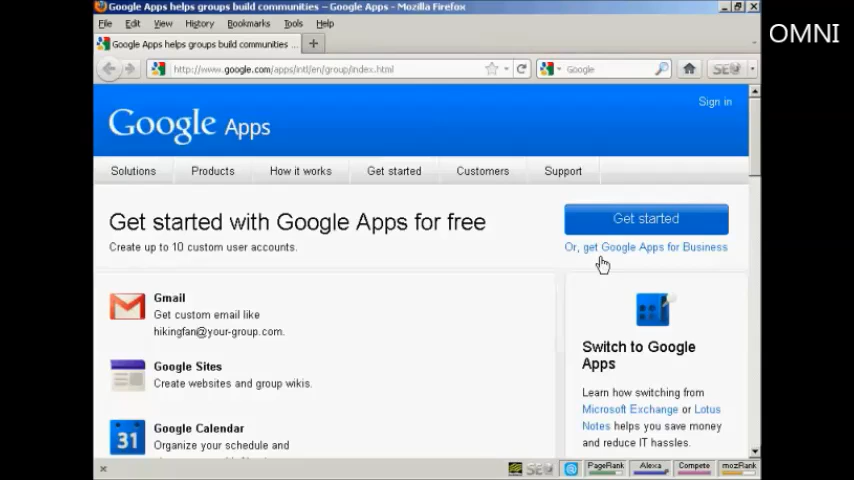 Google Apps helps groups build communities – Google Apps - Mozilla Firefox
OMNI
File Edit View History Bookmarks Tools Help
Google Apps helps groups build communities ... +
http://www.google.com/apps/intl/en/group/index.html Google SE
Sign in
Google Apps
Solutions Products How it works Get started Customers Support
Get started with Google Apps for free
Get started
Create up to 10 custom user accounts.
Or, get Google Apps for Business
Gmail
Get custom email like
hikingfan@your-group.com.
Google Sites
Create websites and group wikis.
31
Google Calendar
Organize your schedule and
Switch to Google
Apps
Learn how switching from
Microsoft Exchange or Lotus
Notes helps you save money
and reduce IT hassles.
× SE PageRank Alexa Compete mozRank